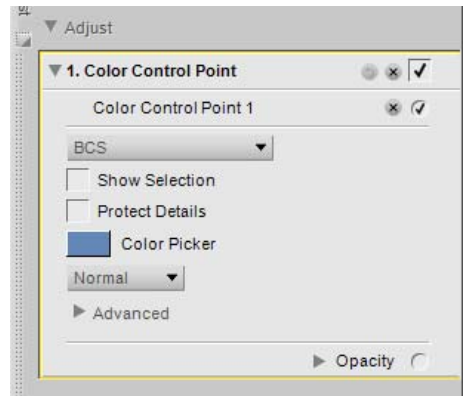 Adjust
1. Color Control Point
Color Control Point 1
BCS
Show Selection
Protect Details
Color Picker
Normal
Advanced
Opacity